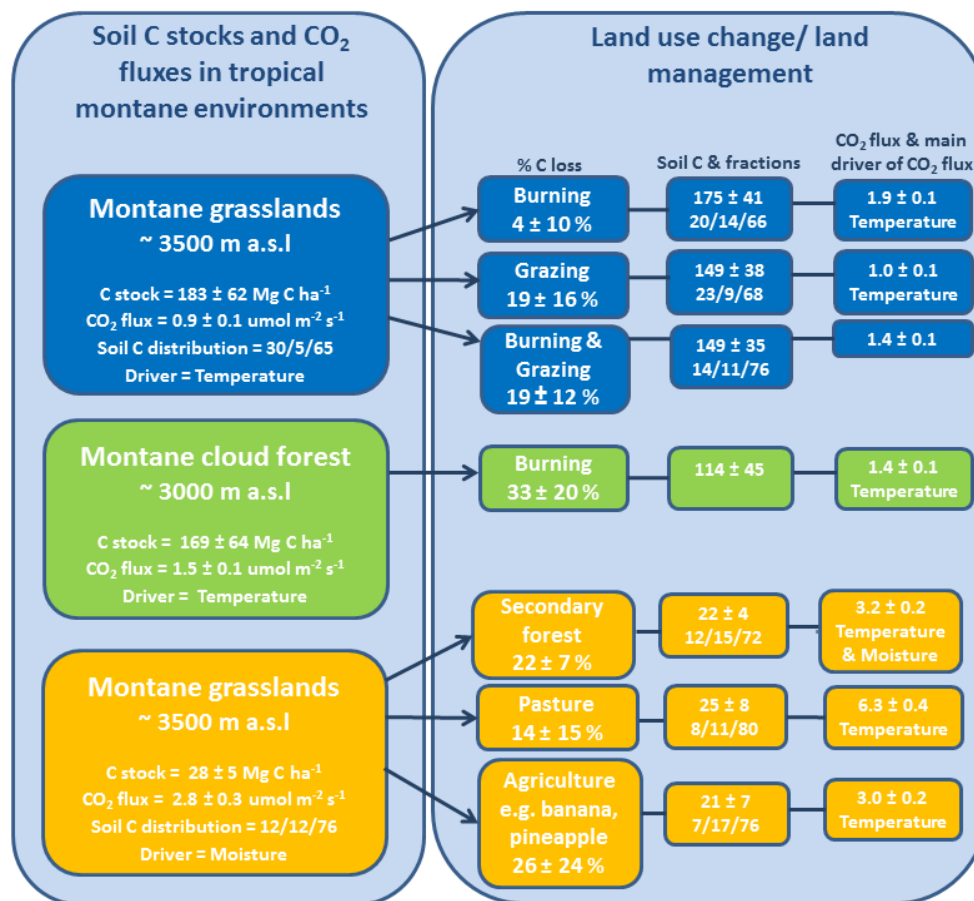 Soil C stocks and CO₂
fluxes in tropical
montane environments
Montane grasslands
~ 3500 m a.s.l
C stock = 183 ± 62 Mg C ha⁻¹
CO₂ flux = 0.9 ± 0.1 umol m⁻² s⁻¹
Soil C distribution = 30/5/65
Driver = Temperature
Montane cloud forest
~ 3000 m a.s.l
C stock = 169 ± 64 Mg C ha⁻¹
CO₂ flux = 1.5 ± 0.1 umol m⁻² s⁻¹
Driver = Temperature
Montane grasslands
~ 3500 m a.s.l
C stock = 28 ± 5 Mg C ha⁻¹
CO₂ flux = 2.8 ± 0.3 umol m⁻² s⁻¹
Soil C distribution = 12/12/76
Driver = Moisture
Land use change/ land
management
% C loss
Soil C & fractions
CO₂ flux & main
driver of CO₂ flux
Burning
4 ± 10 %
175 ± 41
20/14/66
1.9 ± 0.1
Temperature
Grazing
19 ± 16 %
149 ± 38
23/9/68
1.0 ± 0.1
Temperature
Burning &
Grazing
19 ± 12 %
149 ± 35
14/11/76
1.4 ± 0.1
Burning
33 ± 20 %
114 ± 45
1.4 ± 0.1
Temperature
Secondary
forest
22 ± 7 %
22 ± 4
12/15/72
3.2 ± 0.2
Temperature
& Moisture
Pasture
14 ± 15 %
25 ± 8
8/11/80
6.3 ± 0.4
Temperature
Agriculture
e.g. banana,
pineapple
26 ± 24 %
21 ± 7
7/17/76
3.0 ± 0.2
Temperature